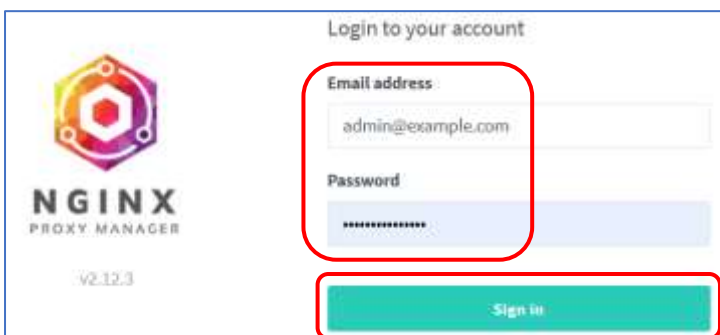 Login to your account
Email address
admin@example.com
Password
NGINX
PROXY MANAGER
v2.12.3
Sign in